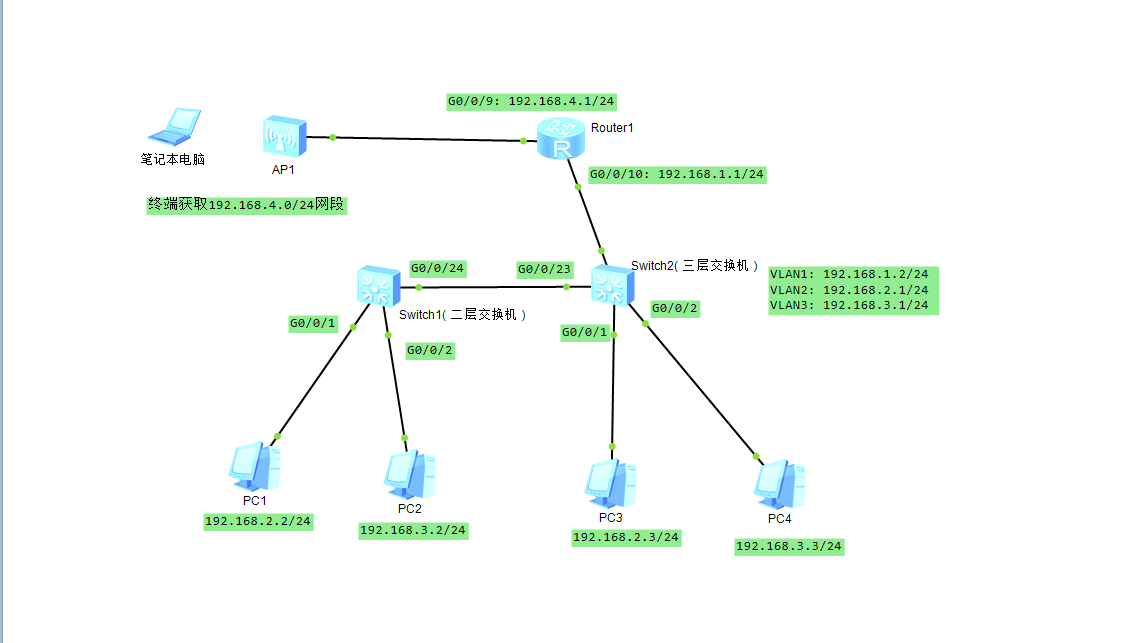 G0/0/9: 192.168.4.1/24
Router1
笔记本电脑
AP1
G0/0/10: 192.168.1.1/24
终端获取192.168.4.0/24网段
G0/0/24
G0/0/23
Switch2( 三层交换机 )
VLAN1: 192.168.1.2/24
VLAN2: 192.168.2.1/24
VLAN3: 192.168.3.1/24
Switch1( 二层交换机 )
G0/0/1
G0/0/2
G0/0/1
G0/0/2
R
PC1
192.168.2.2/24
PC2
192.168.3.2/24
PC3
192.168.2.3/24
PC4
192.168.3.3/24